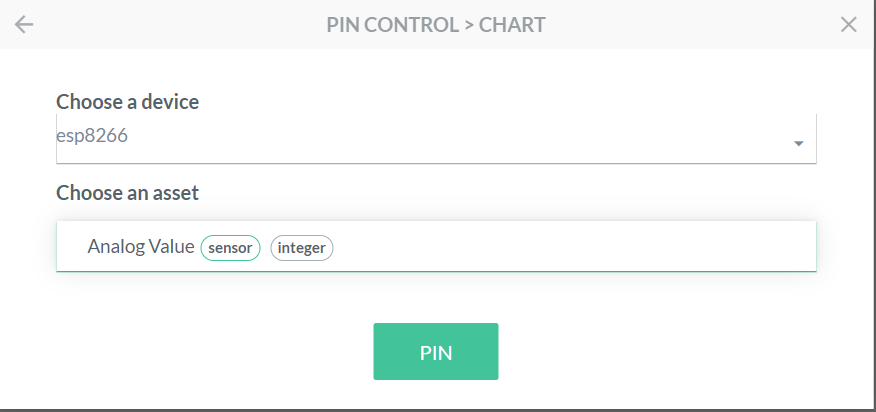 PIN CONTROL > CHART
Choose a device
esp8266
Choose an asset
Analog Value sensor integer
PIN